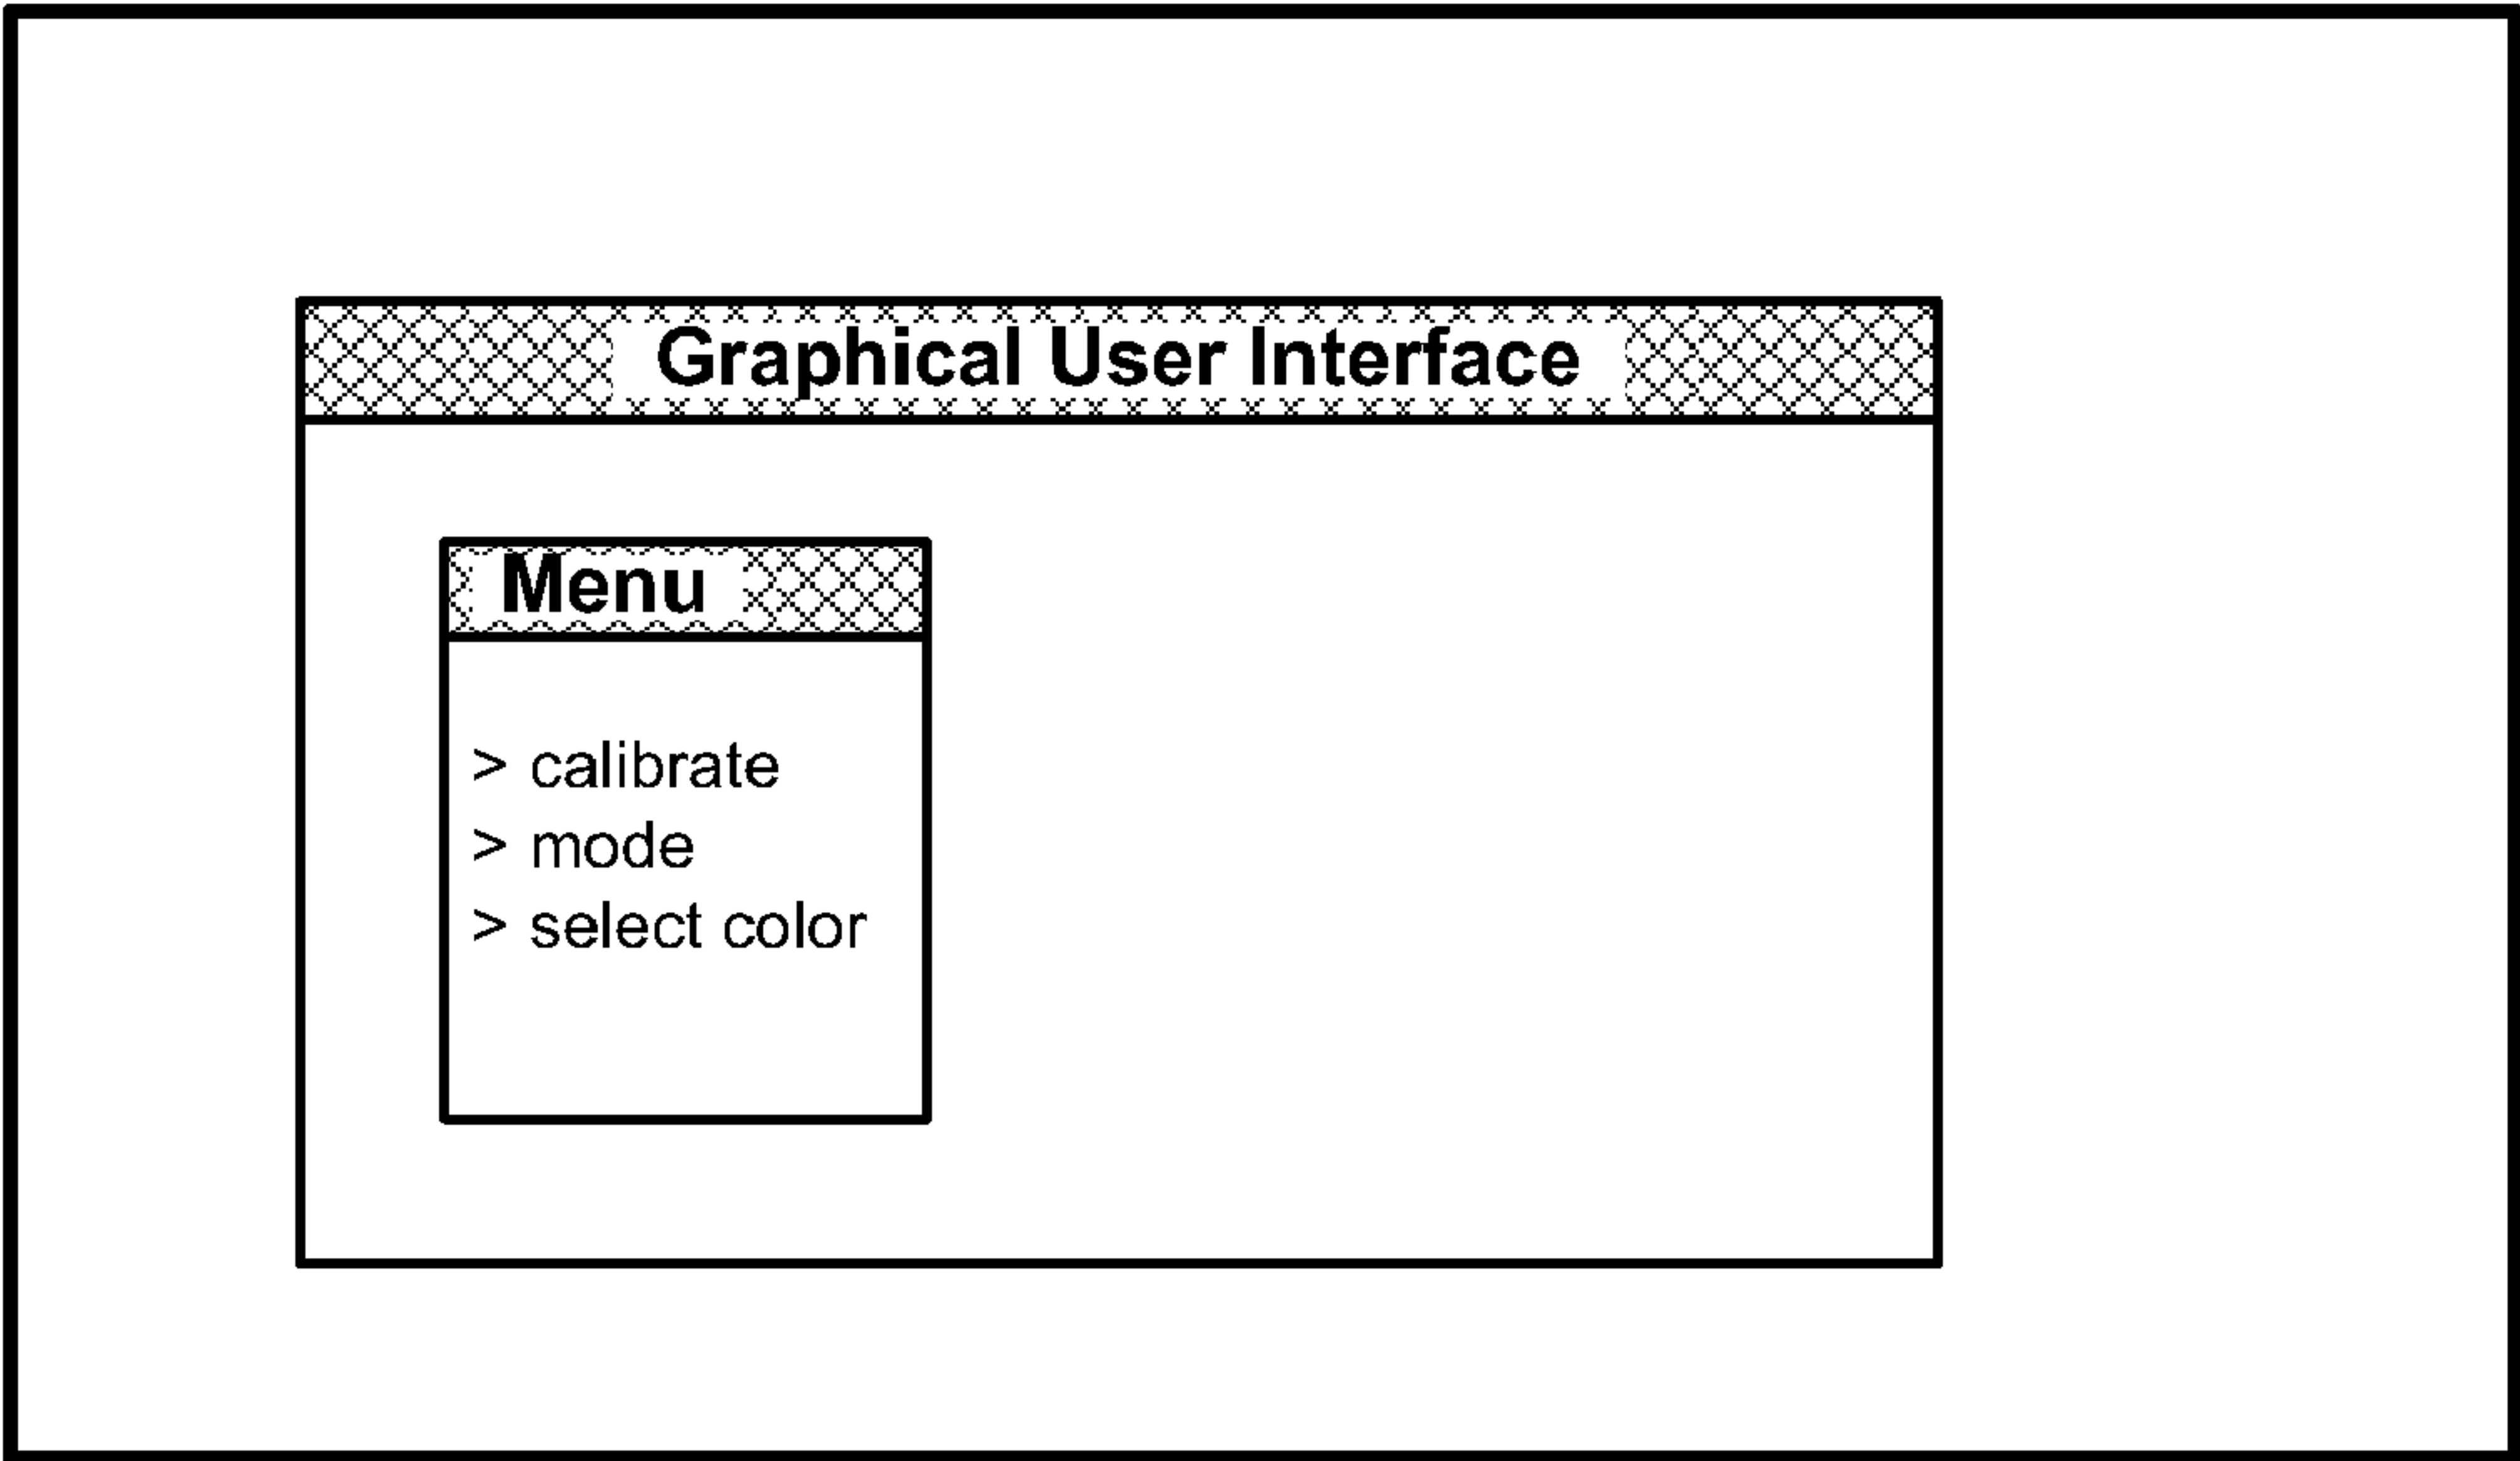 Graphical User Interface
Menu
> calibrate
> mode
> select color